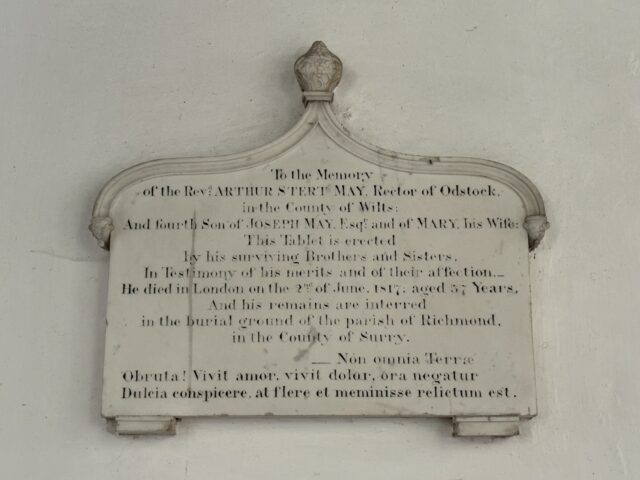 To the Memory
of the Revd. ARTHUR STERT MAY, Rector of Odstock,
in the County of Wilts;
And fourth Son of JOSEPH MAY, Esqr. and of MARY, his Wife;
This Tablet is erected
by his surviving Brothers and Sisters,
In Testimony of his merits and of their affection._
He died in London on the 2nd. of June, 1817; aged 57 Years,
And his remains are interred
in the burial ground of the parish of Richmond,
in the County of Surry.
__ Non omnia Terræ
Obruta! Vivit amor, vivit dolor, ora negatur
Dulcia conspicere, at flere et meminisse relictum est.